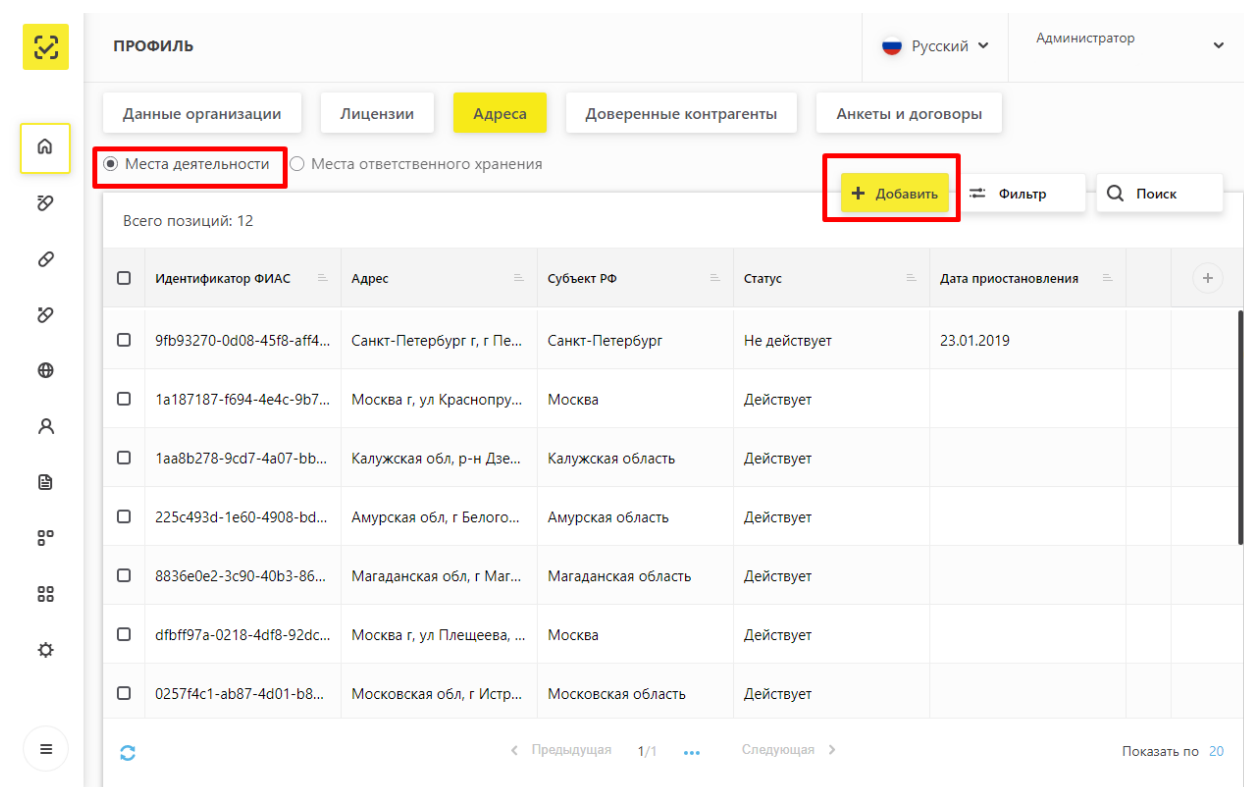 ПРОФИЛЬ Русский Администратор
Данные организации Лицензии Адреса Доверенные контрагенты Анкеты и договоры
Места деятельности Места ответственного хранения
+ Добавить Фильтр Поиск
Всего позиций: 12
Идентификатор ФИАС Адрес Субъект РФ Статус Дата приостановления +
9fb93270-0d08-45f8-aff4... Санкт-Петербург г, г Пе... Санкт-Петербург Не действует 23.01.2019
1a187187-f694-4e4c-9b7... Москва г, ул Краснопру... Москва Действует
1aa8b278-9cd7-4a07-bb... Калужская обл, р-н Дзе... Калужская область Действует
225c493d-1e60-4908-bd... Амурская обл, г Белого... Амурская область Действует
8836e0e2-3c90-40b3-86... Магаданская обл, г Маг... Магаданская область Действует
dfbff97a-0218-4df8-92dc... Москва г, ул Плещеева, ... Москва Действует
0257f4c1-ab87-4d01-b8... Московская обл, г Истр... Московская область Действует
Предыдущая 1/1 ... Следующая Показать по 20